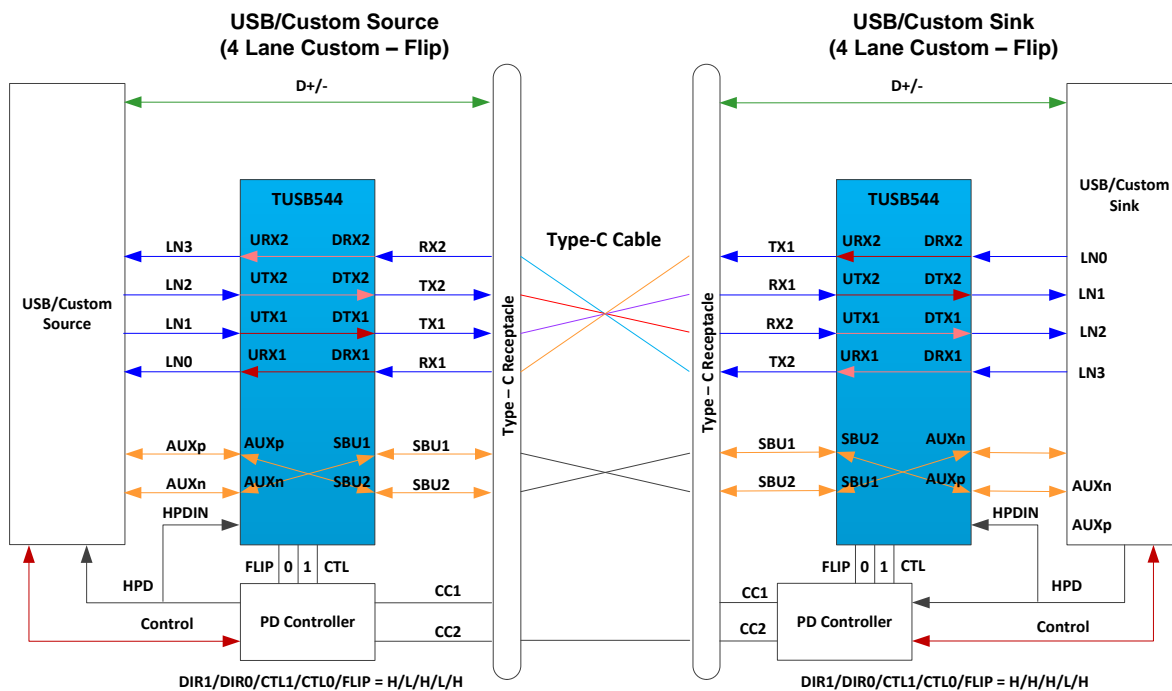 USB/Custom Source
(4 Lane Custom – Flip)
USB/Custom Sink
(4 Lane Custom – Flip)
D+/-
D+/-
TUSB544
TUSB544
USB/Custom
Sink
Type-C Cable
LN3
URX2
DRX2
RX2
TX1
URX2
DRX2
LN0
LN2
UTX2
DTX2
TX2
RX1
UTX2
DTX2
LN1
USB/Custom
Source
LN1
UTX1
DTX1
TX1
RX2
UTX1
DTX1
LN2
LN0
URX1
DRX1
RX1
TX2
URX1
DRX1
LN3
Type – C Receptacle
Type – C Receptacle
AUXp
AUXp
SBU1
SBU1
SBU1
SBU2
AUXn
AUXn
AUXn
SBU2
SBU2
SBU2
SBU1
AUXp
AUXn
HPDIN
HPDIN
AUXp
FLIP
0
1
CTL
FLIP
0
1
CTL
HPD
CC1
CC1
HPD
PD Controller
PD Controller
Control
CC2
CC2
Control
DIR1/DIR0/CTL1/CTL0/FLIP = H/L/H/L/H
DIR1/DIR0/CTL1/CTL0/FLIP = H/H/H/L/H